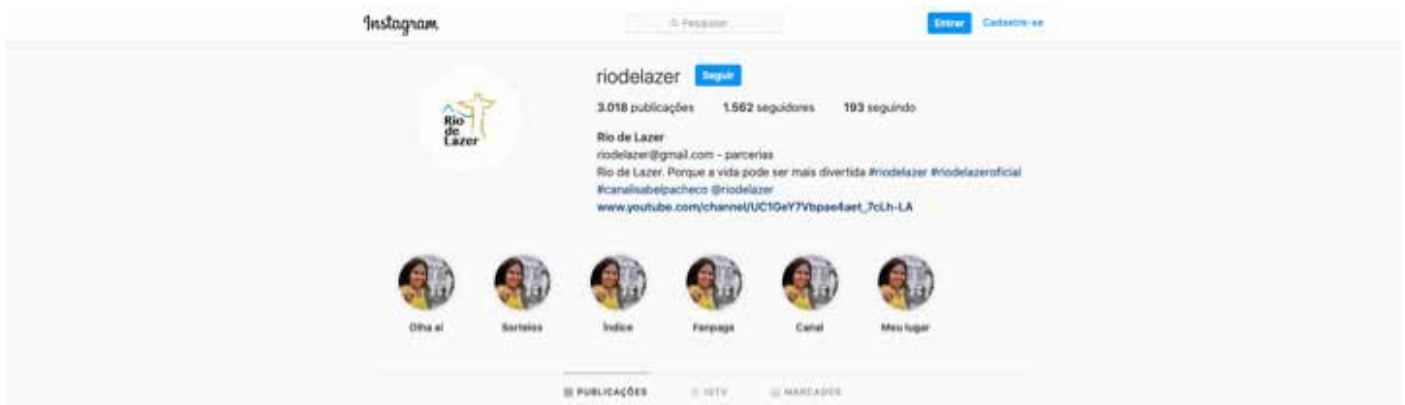 Instagram
Pesquisar
Entrar
Cadastre-se
Rio
de
Lazer
riodelazer
Seguir
3.018 publicações 1.562 seguidores 193 seguindo
Rio de Lazer
riodelazer@gmail.com - parcerias
Rio de Lazer. Porque a vida pode ser mais divertida #riodelazer #riodelazeroficial
#canalisabelpacheco @riodelazer
www.youtube.com/channel/UC1GeY7Vbpae4aet_7cLh-LA
Olha aí
Sorteios
Índice
Fanpage
Canal
Meu lugar
PUBLICAÇÕES
IGTV
MARCADOS